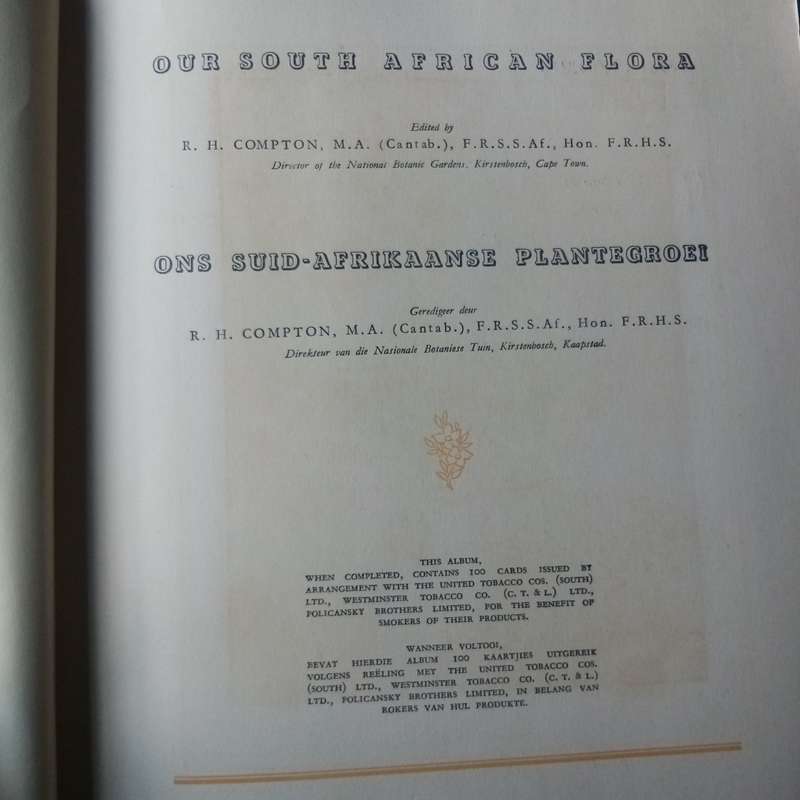 OUR SOUTH AFRICAN FLORA
Edited by
R. H. COMPTON, M.A. (Cantab.), F.R.S.S.Af., Hon. F.R.H.S.
Director of the National Botanic Gardens, Kirstenbosch, Cape Town.
ONS SUID-AFRIKAANSE PLANTEGROEI
Geredigeer deur
R. H. COMPTON, M.A. (Cantab.), F.R.S.S.Af., Hon. F.R.H.S.
Direkteur van die Nasionale Botaniese Tuin, Kirstenbosch, Kaapstad.
THIS ALBUM,
WHEN COMPLETED, CONTAINS 100 CARDS ISSUED BY
ARRANGEMENT WITH THE UNITED TOBACCO COS. (SOUTH)
LTD., WESTMINSTER TOBACCO CO. (C. T. & L.) LTD.,
POLICANSKY BROTHERS LIMITED, FOR THE BENEFIT OF
SMOKERS OF THEIR PRODUCTS.
WANNEER VOLTOOI,
BEVAT HIERDIE ALBUM 100 KAARTJIES UITGEREIK
VOLGENS REËLING MET THE UNITED TOBACCO COS.
(SOUTH) LTD., WESTMINSTER TOBACCO CO. (C. T. & L.)
LTD., POLICANSKY BROTHERS LIMITED, IN BELANG VAN
ROKERS VAN HUL PRODUKTE.